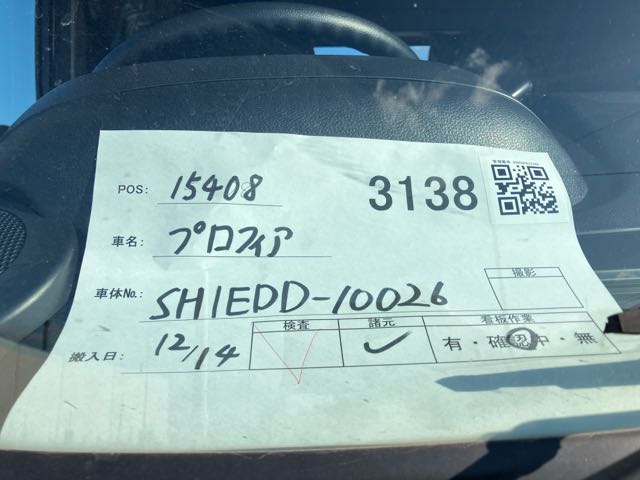 POS: 15408
3138
車名: プロフィア
車体No.: SH1EDD-10026
撮影
搬入日: 12/14
検査 諸元 看板作業
有・確認中・無